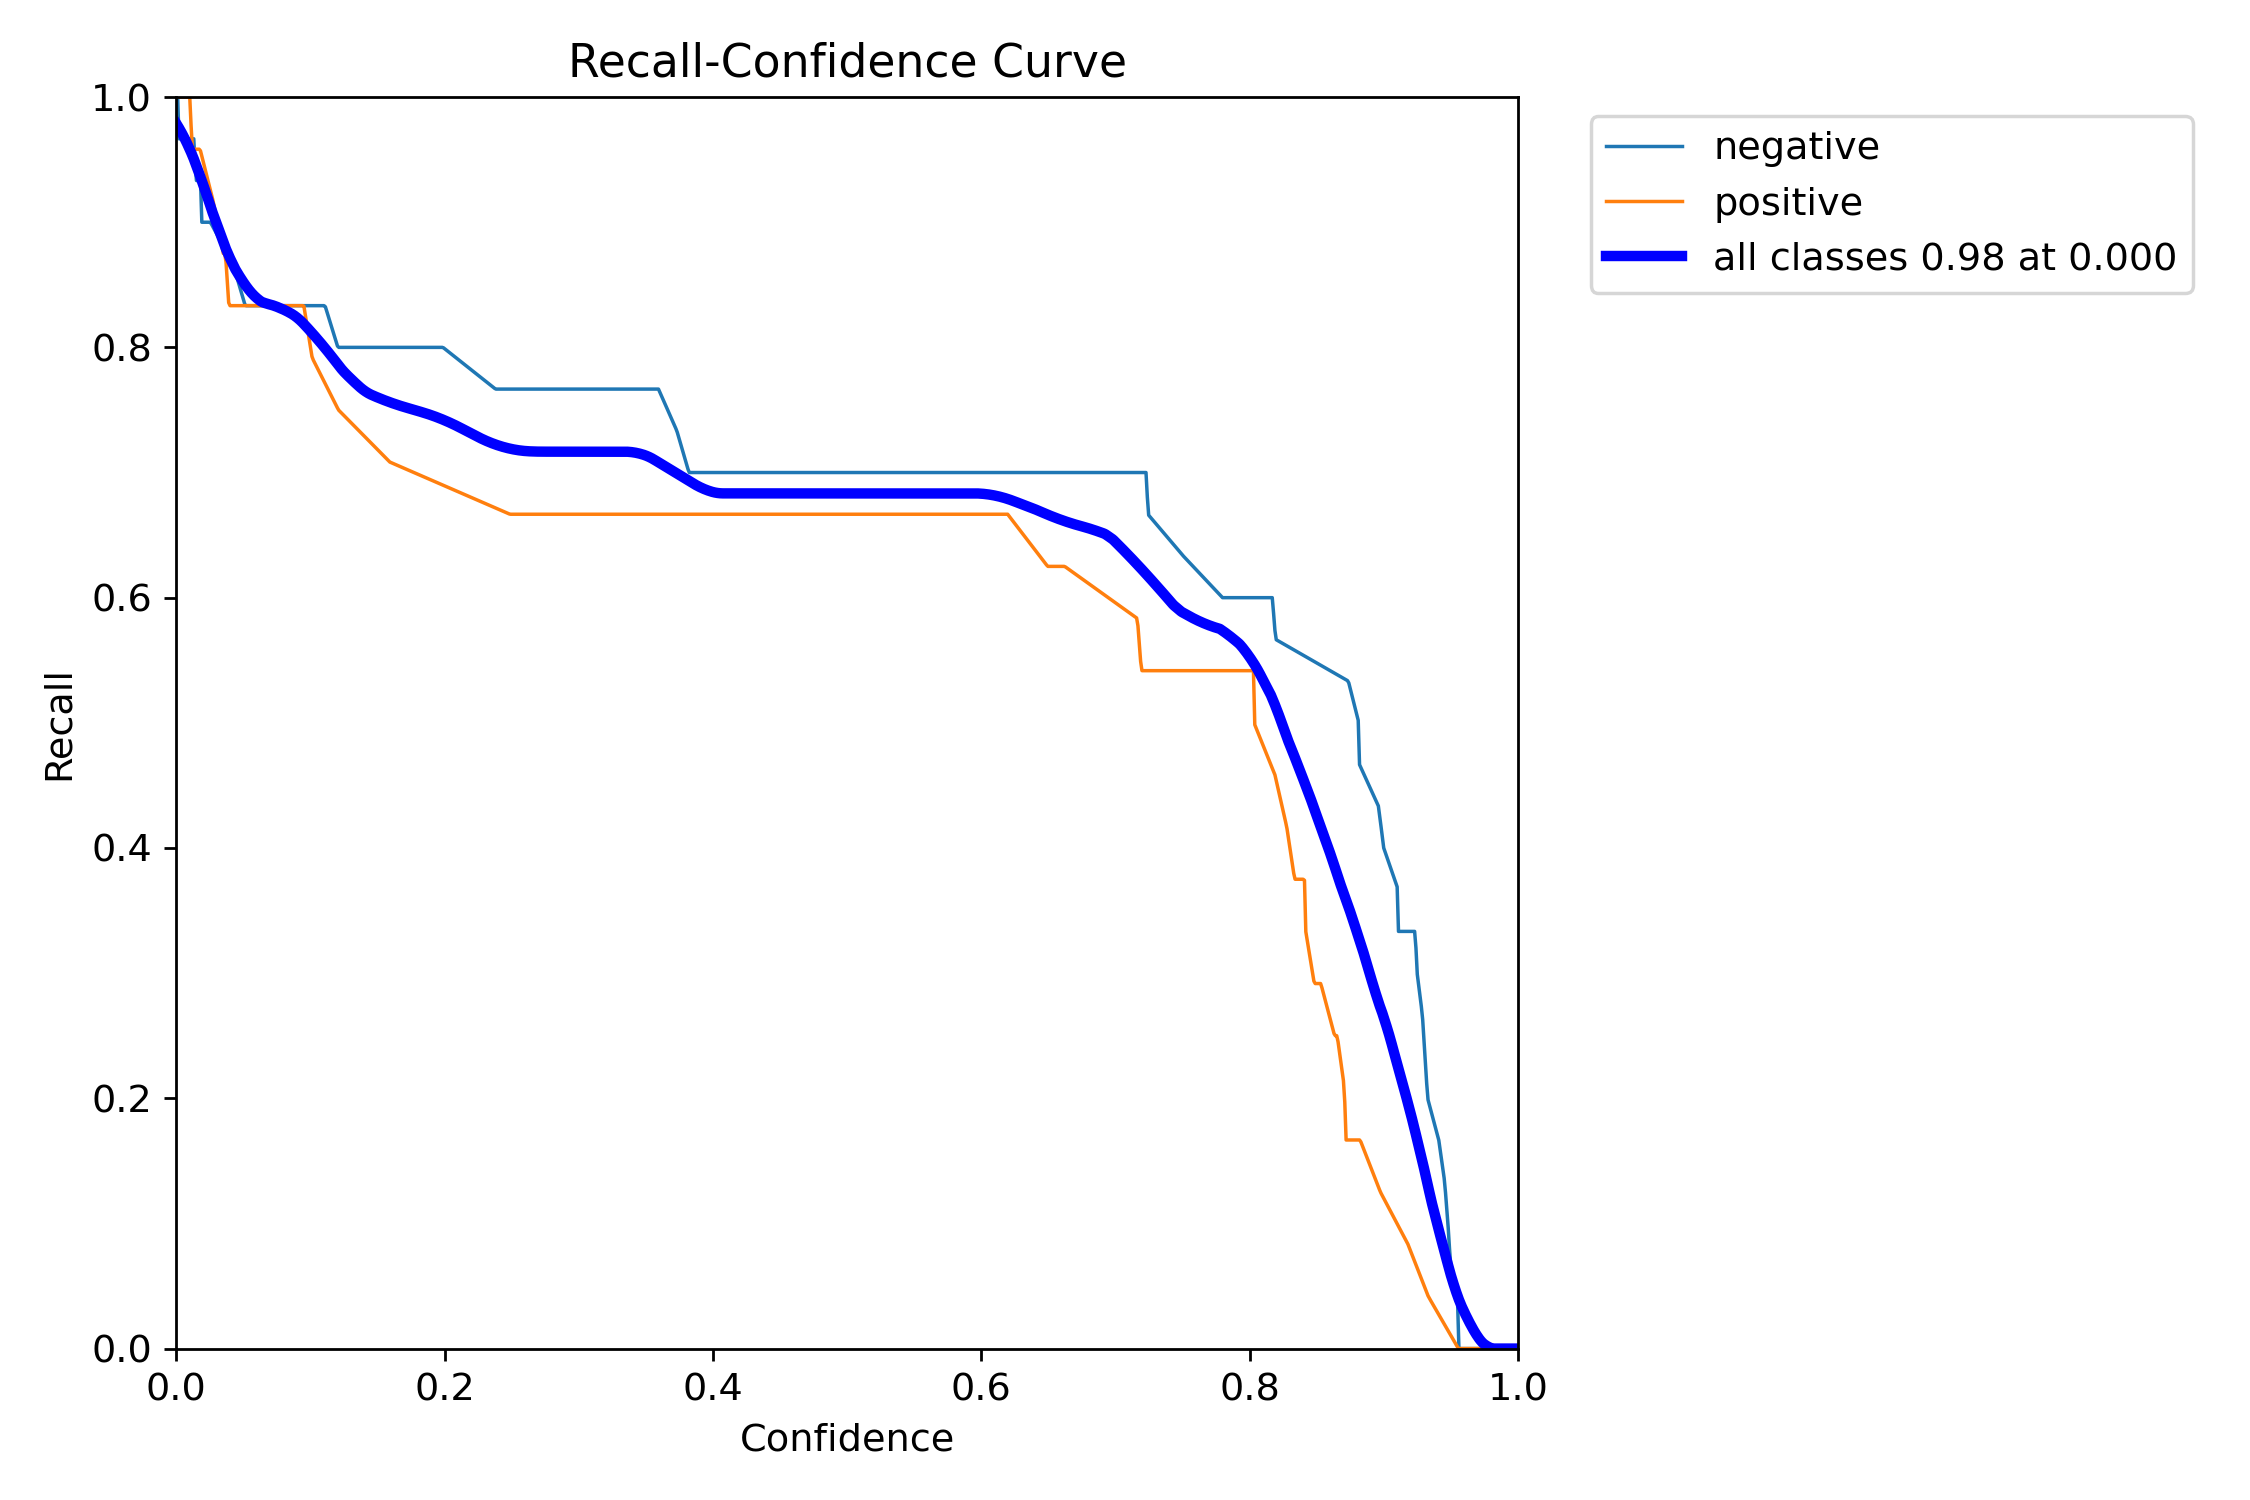 Recall-Confidence Curve
negative
positive
all classes 0.98 at 0.000
1.0
0.8
0.6
0.4
0.2
0.0
Recall
0.0 0.2 0.4 0.6 0.8 1.0
Confidence